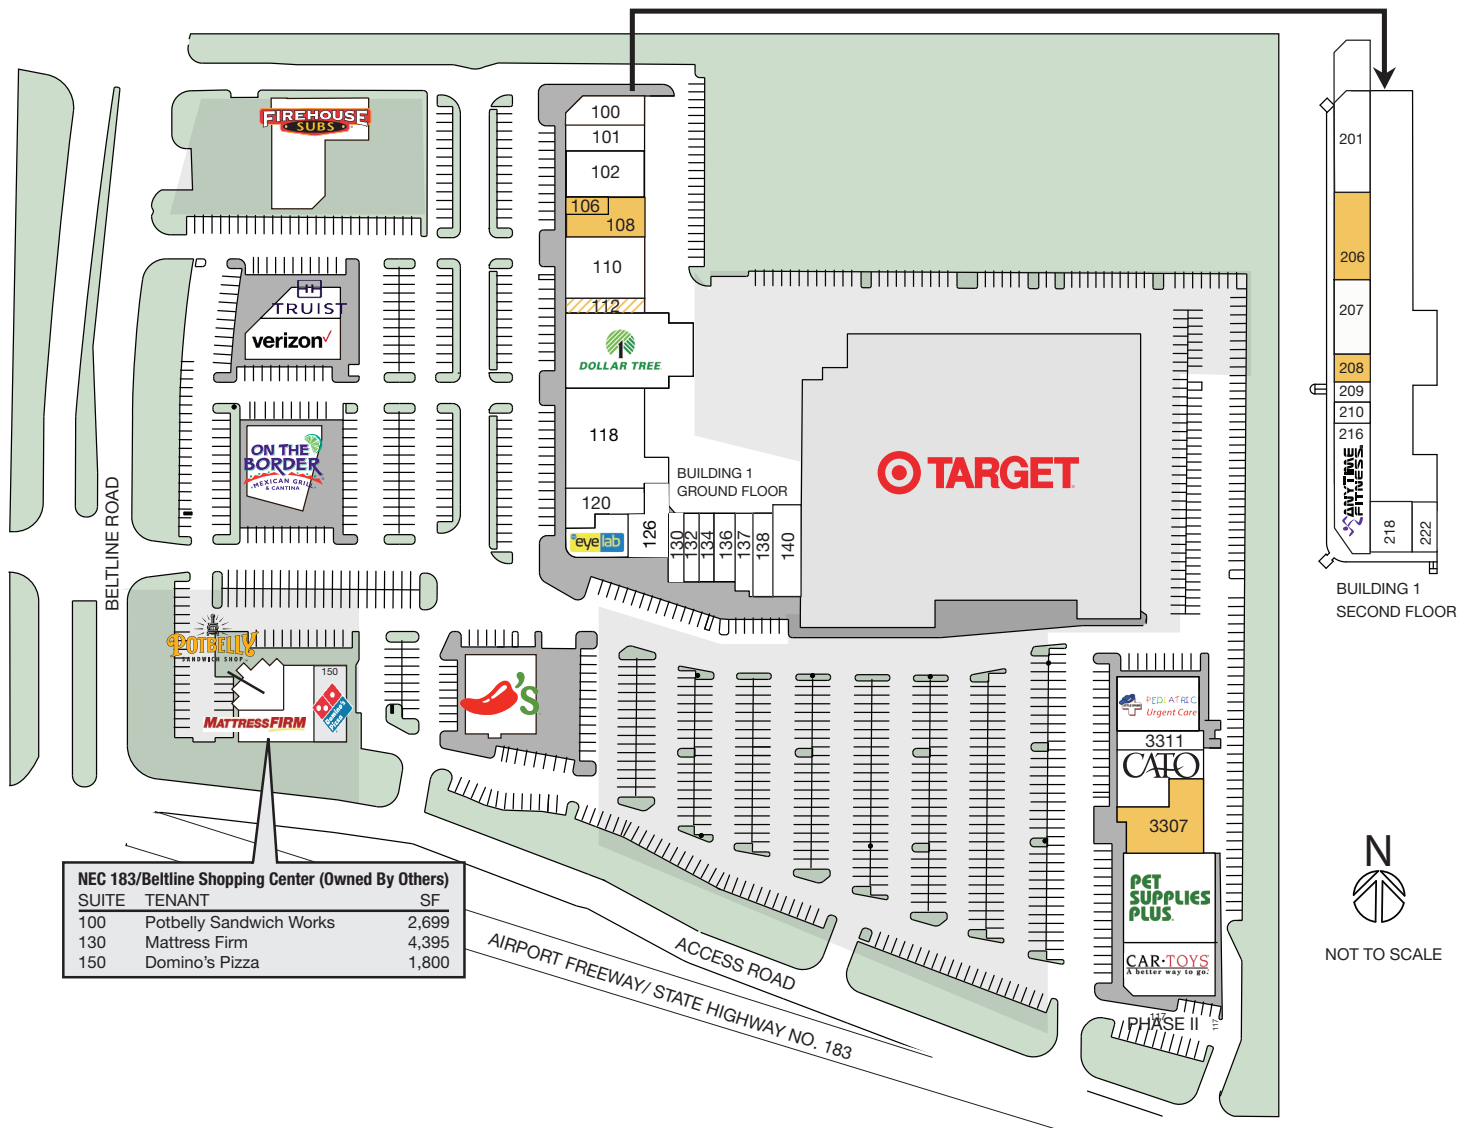 FIREHOUSE
SUBS
100
101
102
106
108
110
112
DOLLAR TREE
118
120
eyelab
126
130
132
134
136
137
138
140
BUILDING 1
GROUND FLOOR
TARGET
TRUIST
verizon
ON THE
BORDER
MEXICAN GRILL
& CANTINA
BELTLINE ROAD
POTBELLY
SANDWICH SHOP
150
MATTRESSFIRM
Domino's
Pizza
'S
201
206
207
208
209
210
216
ANYTIME
FITNESS
218
222
BUILDING 1
SECOND FLOOR
PEDIATRIC
Urgent Care
3311
CATO
3307
PET
SUPPLIES
PLUS
CAR·TOYS
A better way to go.
117
PHASE II
117
N
NOT TO SCALE
NEC 183/Beltline Shopping Center (Owned By Others)
SUITE TENANT SF
100 Potbelly Sandwich Works 2,699
130 Mattress Firm 4,395
150 Domino's Pizza 1,800
ACCESS ROAD
AIRPORT FREEWAY/ STATE HIGHWAY NO. 183